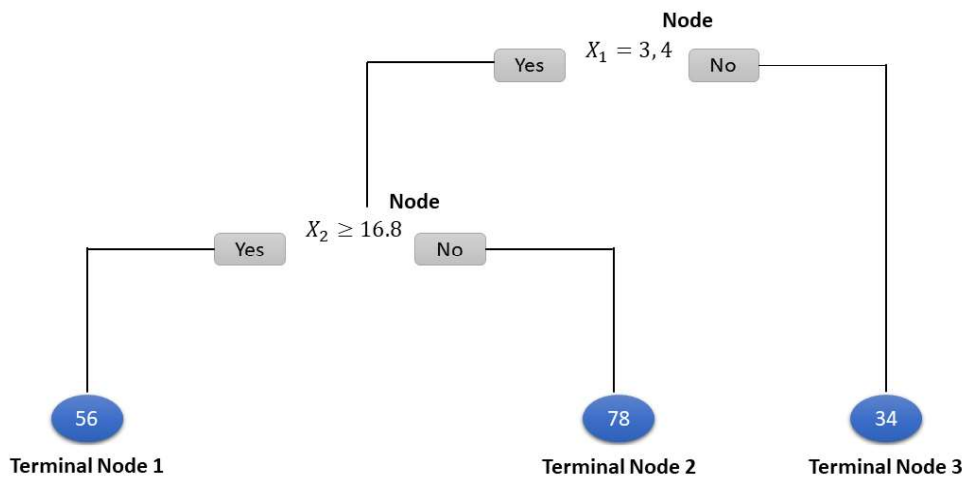 Node
Yes
X₁ = 3, 4
No
Node
Yes
X₂ ≥ 16.8
No
56
78
34
Terminal Node 1
Terminal Node 2
Terminal Node 3